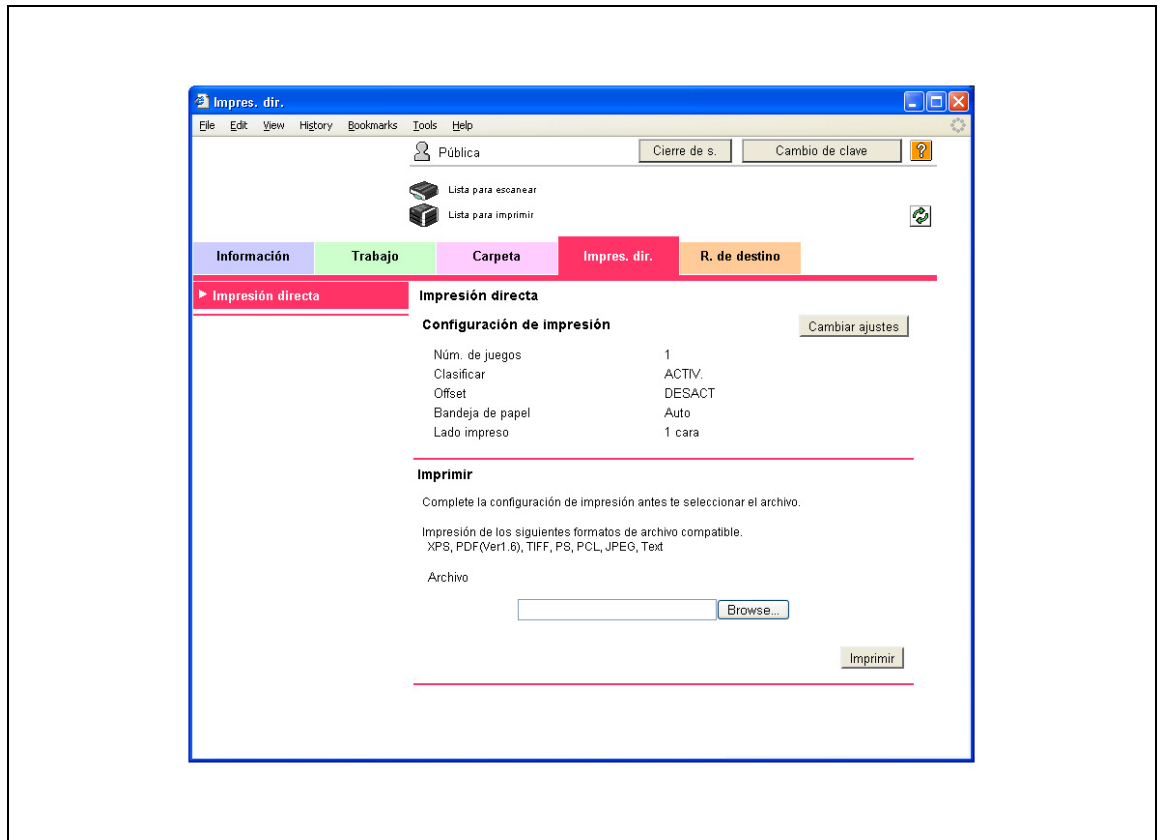 Impres. dir.
File Edit View History Bookmarks Tools Help
Pública Cierre de s. Cambio de clave ?
Lista para escanear
Lista para imprimir
Información Trabajo Carpeta Impres. dir. R. de destino
Impresión directa Impresión directa
Configuración de impresión Cambiar ajustes
Núm. de juegos 1
Clasificar ACTIV.
Offset DESACT
Bandeja de papel Auto
Lado impreso 1 cara
Imprimir
Complete la configuración de impresión antes te seleccionar el archivo.
Impresión de los siguientes formatos de archivo compatible.
XPS, PDF(Ver1.6), TIFF, PS, PCL, JPEG, Text
Archivo
Browse...
Imprimir